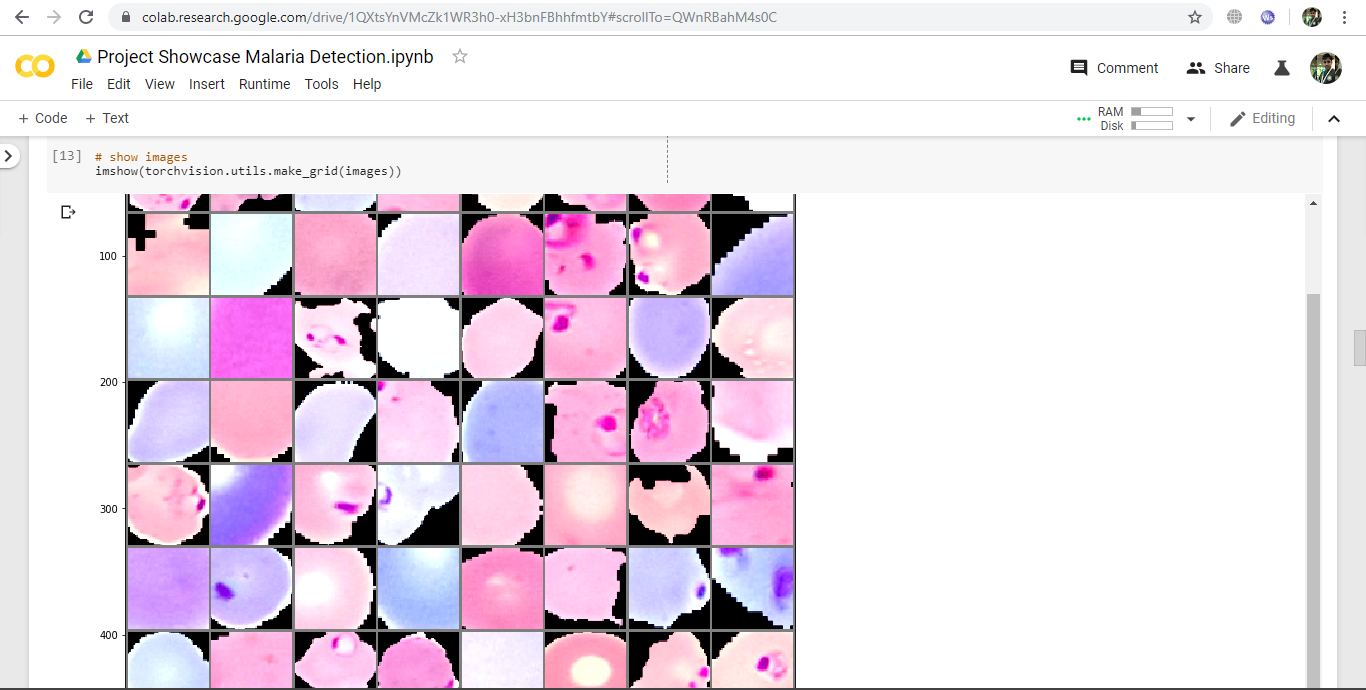 colab.research.google.com/drive/1QXtsYnVMcZk1WR3h0-xH3bnFBhhfmtbY#scrollTo=QWnRBahM4s0C
Project Showcase Malaria Detection.ipynb
File Edit View Insert Runtime Tools Help
Comment
Share
+ Code + Text
RAM
Disk
Editing
[13] # show images
imshow(torchvision.utils.make_grid(images))
100
200
300
400